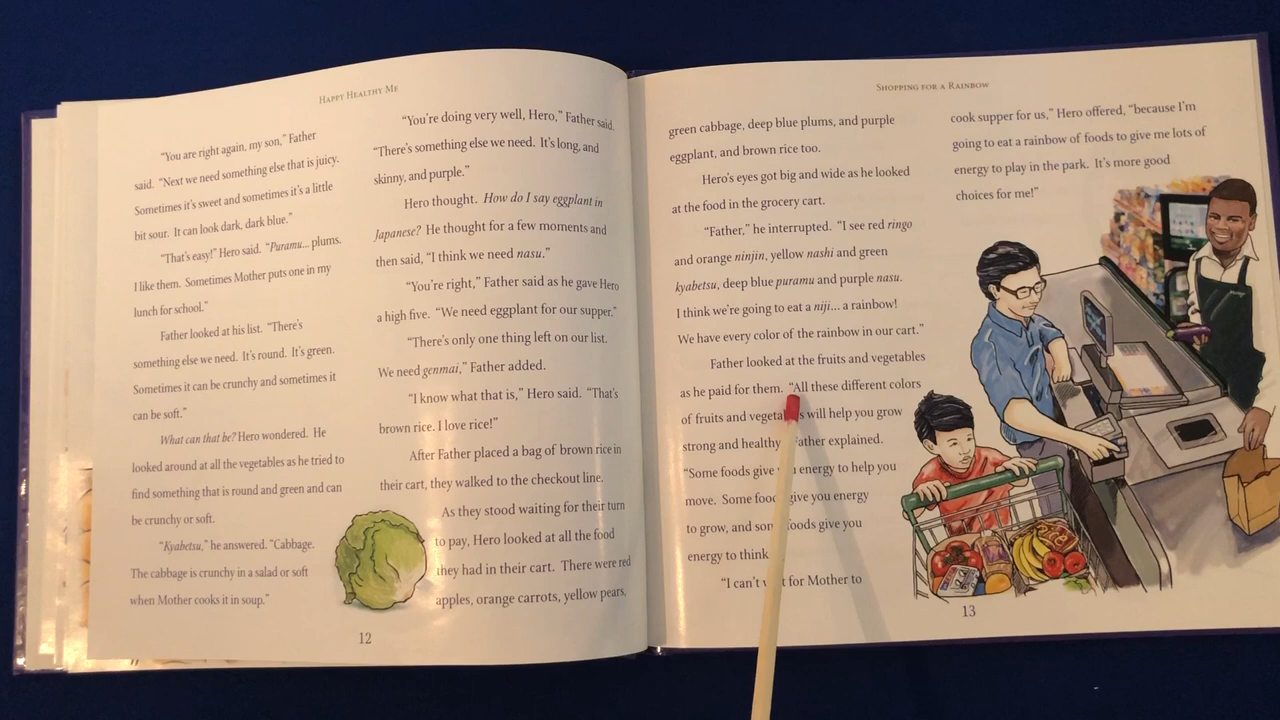 HAPPY HEALTHY ME
"You are right again, my son," Father
said. "Next we need something else that is juicy.
Sometimes it's sweet and sometimes it's a little
bit sour. It can look dark, dark blue."
"That's easy!" Hero said. "Puramu... plums.
I like them. Sometimes Mother puts one in my
lunch for school."
Father looked at his list. "There's
something else we need. It's round. It's green.
Sometimes it can be crunchy and sometimes it
can be soft."
What can that be? Hero wondered. He
looked around at all the vegetables as he tried to
find something that is round and green and can
be crunchy or soft.
"Kyabetsu," he answered. "Cabbage.
The cabbage is crunchy in a salad or soft
when Mother cooks it in soup."
"You're doing very well, Hero," Father said.
"There's something else we need. It's long, and
skinny, and purple."
Hero thought. How do I say eggplant in
Japanese? He thought for a few moments and
then said, "I think we need nasu."
"You're right," Father said as he gave Hero
a high five. "We need eggplant for our supper."
"There's only one thing left on our list.
We need genmai," Father added.
"I know what that is," Hero said. "That's
brown rice. I love rice!"
After Father placed a bag of brown rice in
their cart, they walked to the checkout line.
As they stood waiting for their turn
to pay, Hero looked at all the food
they had in their cart. There were red
apples, orange carrots, yellow pears,
12
SHOPPING FOR A RAINBOW
green cabbage, deep blue plums, and purple
eggplant, and brown rice too.
Hero's eyes got big and wide as he looked
at the food in the grocery cart.
"Father," he interrupted. "I see red ringo
and orange ninjin, yellow nashi and green
kyabetsu, deep blue puramu and purple nasu.
I think we're going to eat a niji... a rainbow!
We have every color of the rainbow in our cart."
Father looked at the fruits and vegetables
as he paid for them. "All these different colors
of fruits and vegetables will help you grow
strong and healthy Father explained.
"Some foods give energy to help you
move. Some foods give you energy
to grow, and some foods give you
energy to think
"I can't wait for Mother to
cook supper for us," Hero offered, "because I'm
going to eat a rainbow of foods to give me lots of
energy to play in the park. It's more good
choices for me!"
13